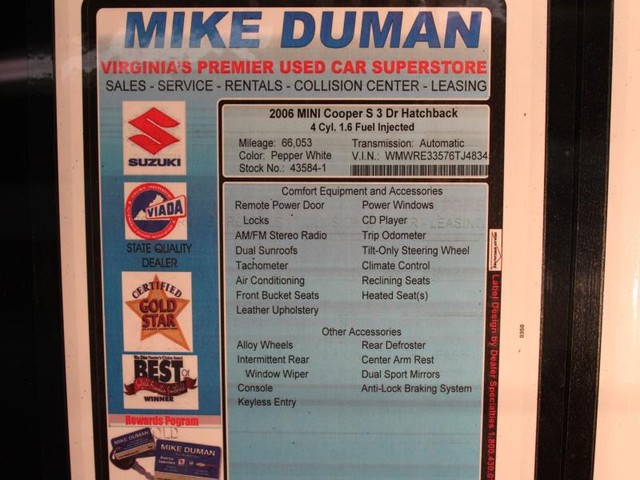 MIKE DUMAN
VIRGINIA'S PREMIER USED CAR SUPERSTORE
SALES - SERVICE - RENTALS - COLLISION CENTER - LEASING
SUZUKI
VIADA
STATE QUALITY
DEALER
CERTIFIED
GOLD
STAR
BEST
WINNER
Rewards Pogram
MIKE DUMAN
MIKE DUMAN
2006 MINI Cooper S 3 Dr Hatchback
4 Cyl. 1.6 Fuel Injected
Mileage: 66,053 Transmission: Automatic
Color: Pepper White V.I.N.: WMWRE33576TJ4834
Stock No.: 43584-1
Comfort Equipment and Accessories
Remote Power Door Power Windows
Locks CD Player
AM/FM Stereo Radio Trip Odometer
Dual Sunroofs Tilt-Only Steering Wheel
Tachometer Climate Control
Air Conditioning Reclining Seats
Front Bucket Seats Heated Seat(s)
Leather Upholstery
Other Accessories
Alloy Wheels Rear Defroster
Intermittent Rear Center Arm Rest
Window Wiper Dual Sport Mirrors
Console Anti-Lock Braking System
Keyless Entry
Label Design by Dealer Specialties 1.800.430.
0350